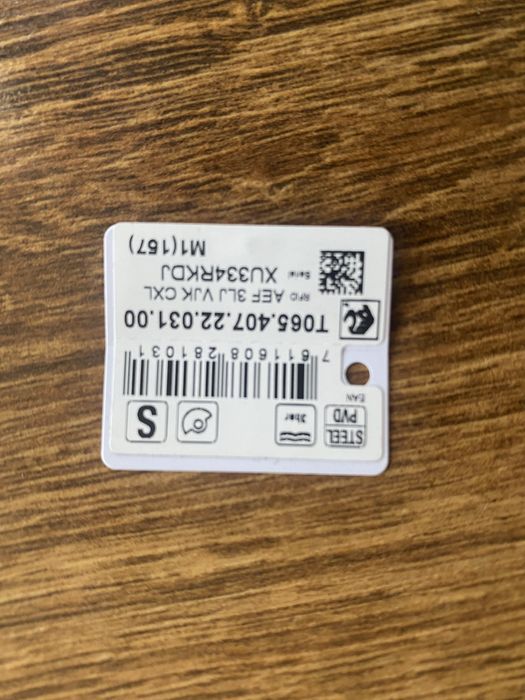 STEEL
PVD
3bar
S
EAN
7 611608 281031
T065.407.22.031.00
RFID AEF 3LJ VJK CXL
Serial XU334RKDJ
M1(157)